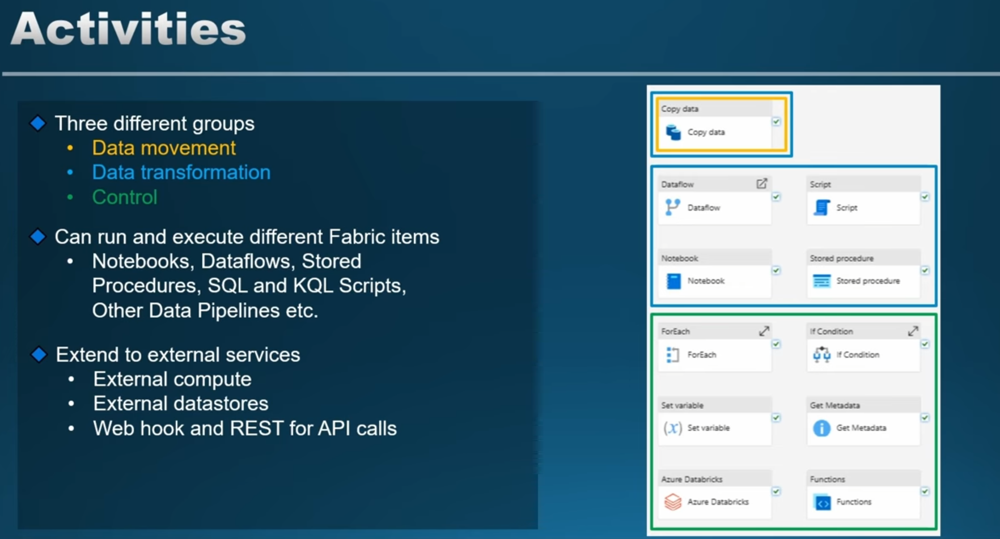 Activities
Three different groups
• Data movement
• Data transformation
• Control
Can run and execute different Fabric items
• Notebooks, Dataflows, Stored
Procedures, SQL and KQL Scripts,
Other Data Pipelines etc.
Extend to external services
• External compute
• External datastores
• Web hook and REST for API calls
Copy data
Copy data
Dataflow
Dataflow
Script
Script
Notebook
Notebook
Stored procedure
Stored procedure
ForEach
ForEach
If Condition
If Condition
Set variable
(x) Set variable
Get Metadata
Get Metadata
Azure Databricks
Azure Databricks
Functions
Functions